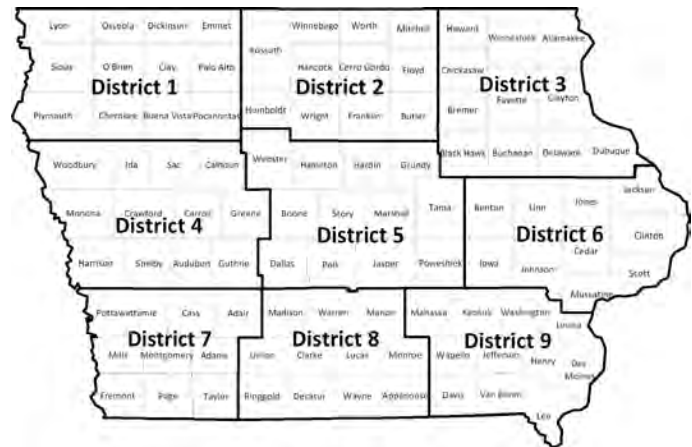 Lyon Osceola Dickinson Emmet
Sioux O'Brien Clay Palo Alto
District 1
Plymouth Cherokee Buena Vista Pocahontas
Winnebago Worth Mitchell
Kossuth
Hancock Cerro Gordo Floyd
District 2
Humboldt Wright Franklin Butler
Howard Winneshiek Allamakee
Chickasaw
District 3
Bremer Fayette Clayton
Black Hawk Buchanan Delaware Dubuque
Woodbury Ida Sac Calhoun
Monona Crawford Carroll Greene
District 4
Harrison Shelby Audubon Guthrie
Webster Hamilton Hardin Grundy
Boone Story Marshall Tama
District 5
Dallas Polk Jasper Poweshiek
Jackson
Benton Linn Jones
District 6
Clinton
Cedar
Iowa Johnson Scott
Muscatine
Pottawattamie Cass Adair
District 7
Mills Montgomery Adams
Fremont Page Taylor
Madison Warren Marion
District 8
Union Clarke Lucas Monroe
Ringgold Decatur Wayne Appanoose
Mahaska Keokuk Washington
Louisa
District 9
Wapello Jefferson Henry Des
Moines
Davis Van Buren
Lee